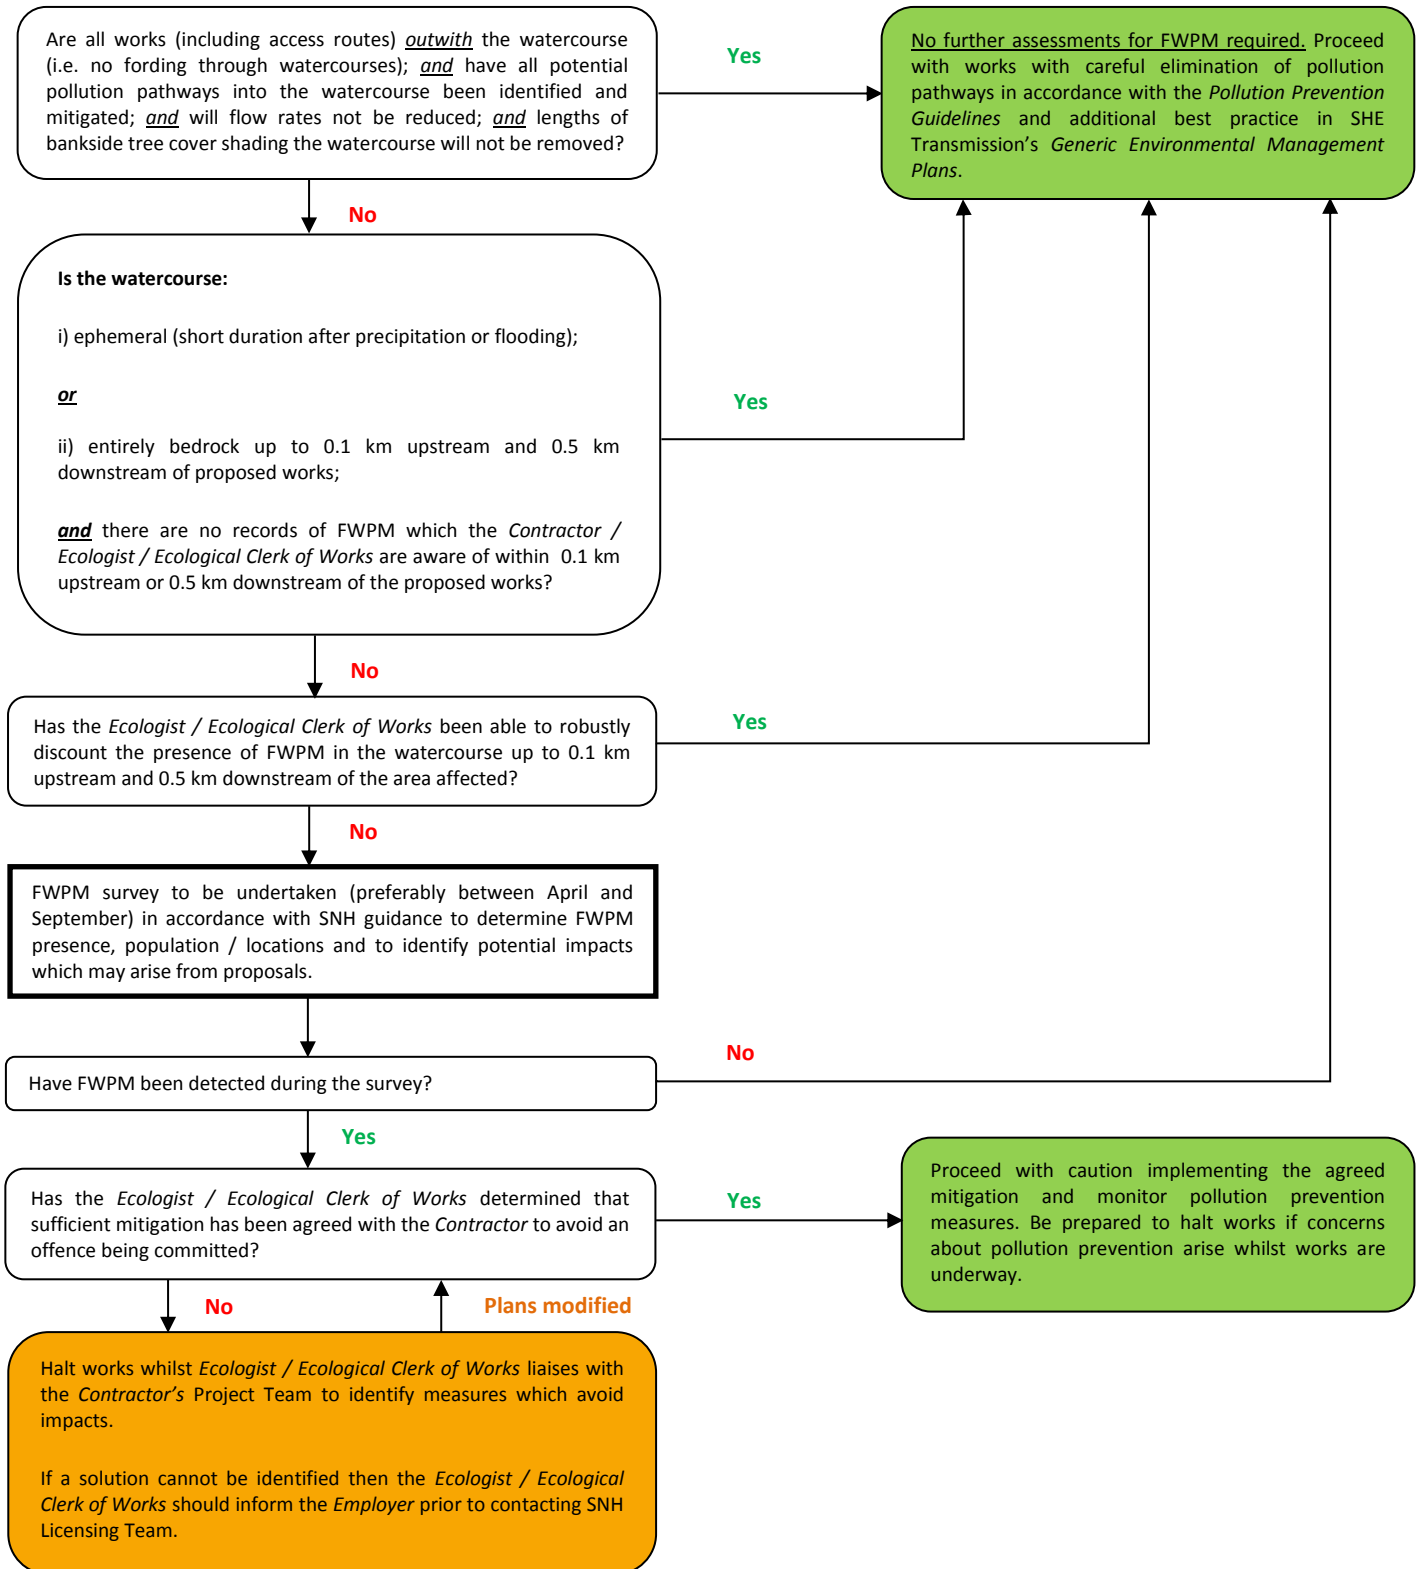 Are all works (including access routes) outwith the watercourse
(i.e. no fording through watercourses); and have all potential
pollution pathways into the watercourse been identified and
mitigated; and will flow rates not be reduced; and lengths of
bankside tree cover shading the watercourse will not be removed?
Yes
No further assessments for FWPM required. Proceed
with works with careful elimination of pollution
pathways in accordance with the Pollution Prevention
Guidelines and additional best practice in SHE
Transmission's Generic Environmental Management
Plans.
No
Is the watercourse:
i) ephemeral (short duration after precipitation or flooding);
or
ii) entirely bedrock up to 0.1 km upstream and 0.5 km
downstream of proposed works;
and there are no records of FWPM which the Contractor /
Ecologist / Ecological Clerk of Works are aware of within 0.1 km
upstream or 0.5 km downstream of the proposed works?
Yes
No
Has the Ecologist / Ecological Clerk of Works been able to robustly
discount the presence of FWPM in the watercourse up to 0.1 km
upstream and 0.5 km downstream of the area affected?
Yes
No
FWPM survey to be undertaken (preferably between April and
September) in accordance with SNH guidance to determine FWPM
presence, population / locations and to identify potential impacts
which may arise from proposals.
Have FWPM been detected during the survey?
No
Yes
Has the Ecologist / Ecological Clerk of Works determined that
sufficient mitigation has been agreed with the Contractor to avoid an
offence being committed?
Yes
Proceed with caution implementing the agreed
mitigation and monitor pollution prevention
measures. Be prepared to halt works if concerns
about pollution prevention arise whilst works are
underway.
No
Plans modified
Halt works whilst Ecologist / Ecological Clerk of Works liaises with
the Contractor's Project Team to identify measures which avoid
impacts.
If a solution cannot be identified then the Ecologist / Ecological
Clerk of Works should inform the Employer prior to contacting SNH
Licensing Team.